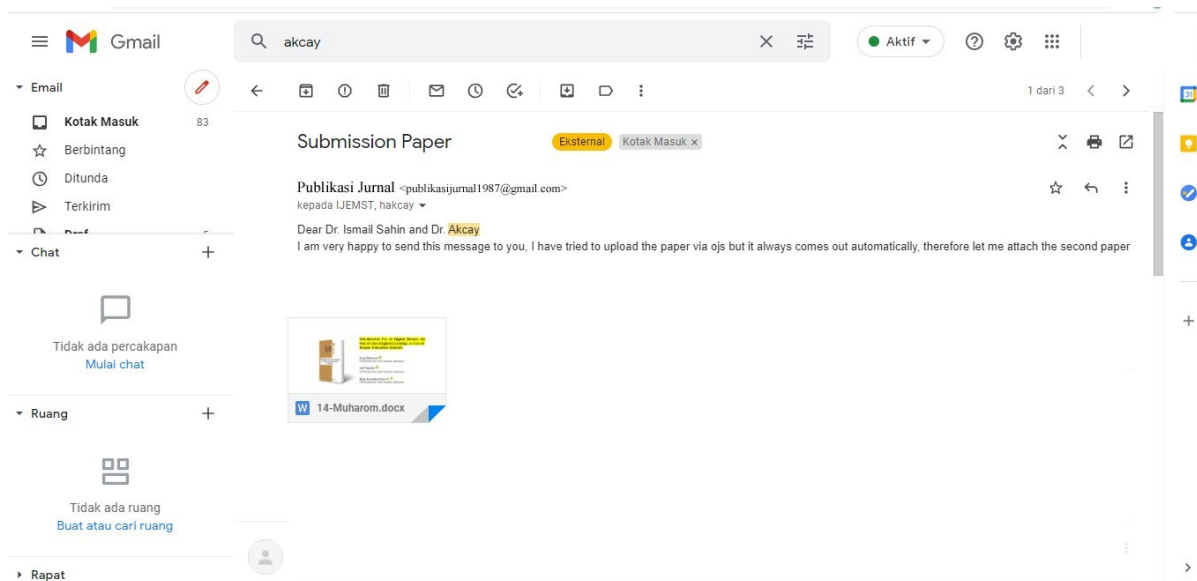 Gmail
akcay
Aktif
Email
Kotak Masuk 83
Berbintang
Ditunda
Terkirim
Draf
Chat
Tidak ada percakapan
Mulai chat
Ruang
Tidak ada ruang
Buat atau cari ruang
Rapat
1 dari 3
Submission Paper Eksternal Kotak Masuk ×
Publikasi Jurnal <publikasijurnal1987@gmail.com>
kepada IJEMST, hakcay
Dear Dr. Ismail Sahin and Dr. Akcay
I am very happy to send this message to you, I have tried to upload the paper via ojs but it always comes out automatically, therefore let me attach the second paper
W 14-Muharom.docx
31